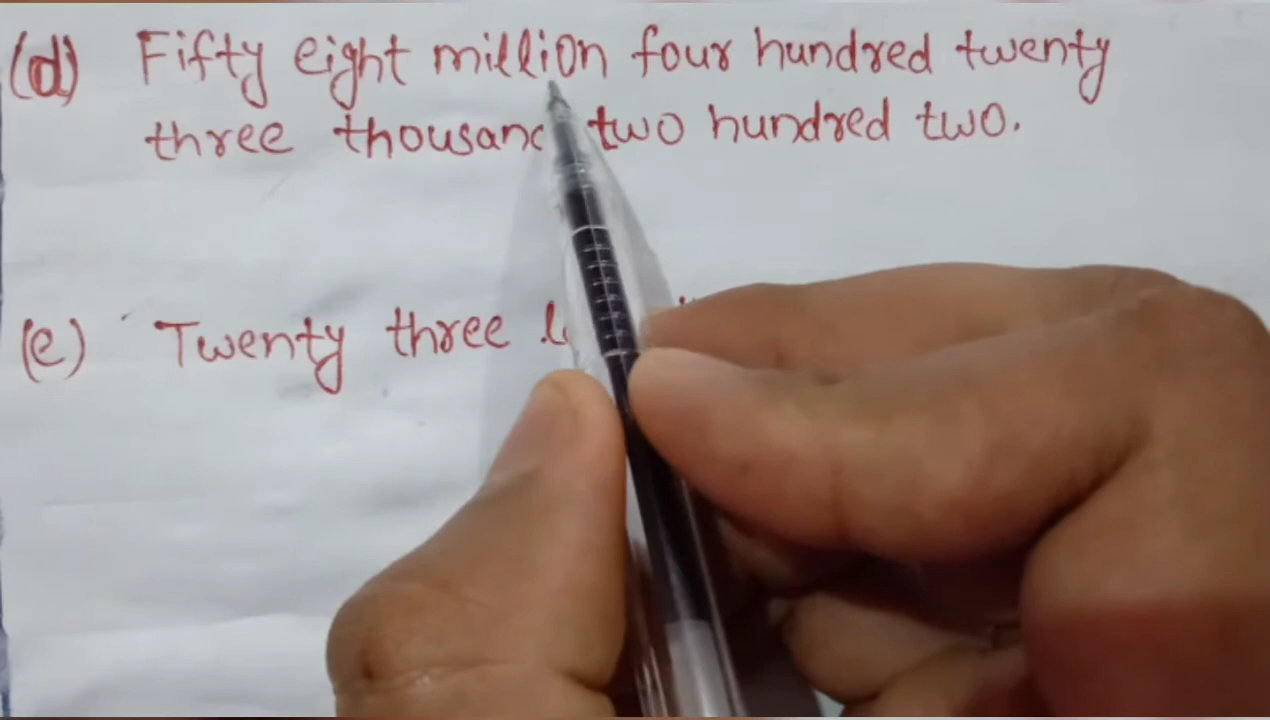 (d) Fifty eight million four hundred twenty
three thousand two hundred two.
(e) Twenty three